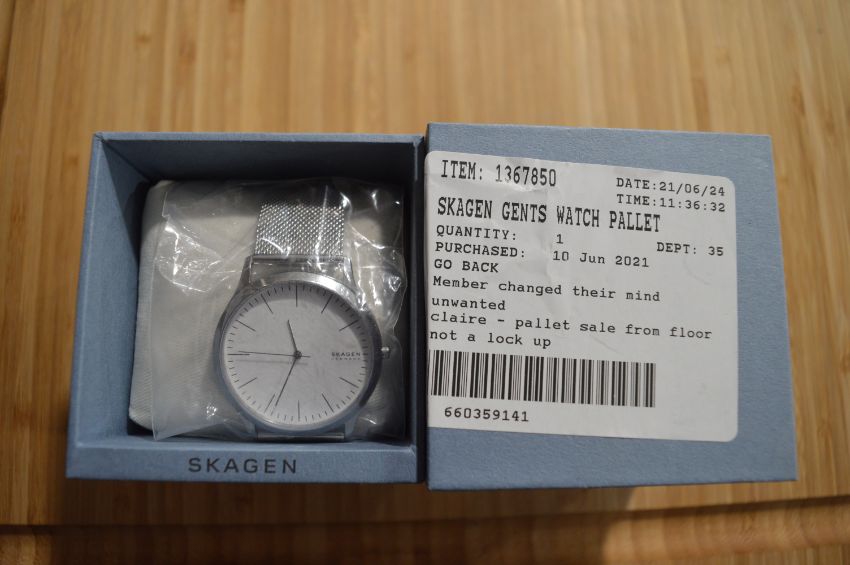 SKAGEN
DENMARK
SKAGEN
ITEM: 1367850
DATE:21/06/24
TIME:11:36:32
SKAGEN GENTS WATCH PALLET
QUANTITY: 1
DEPT: 35
PURCHASED: 10 Jun 2021
GO BACK
Member changed their mind
unwanted
claire - pallet sale from floor
not a lock up
660359141